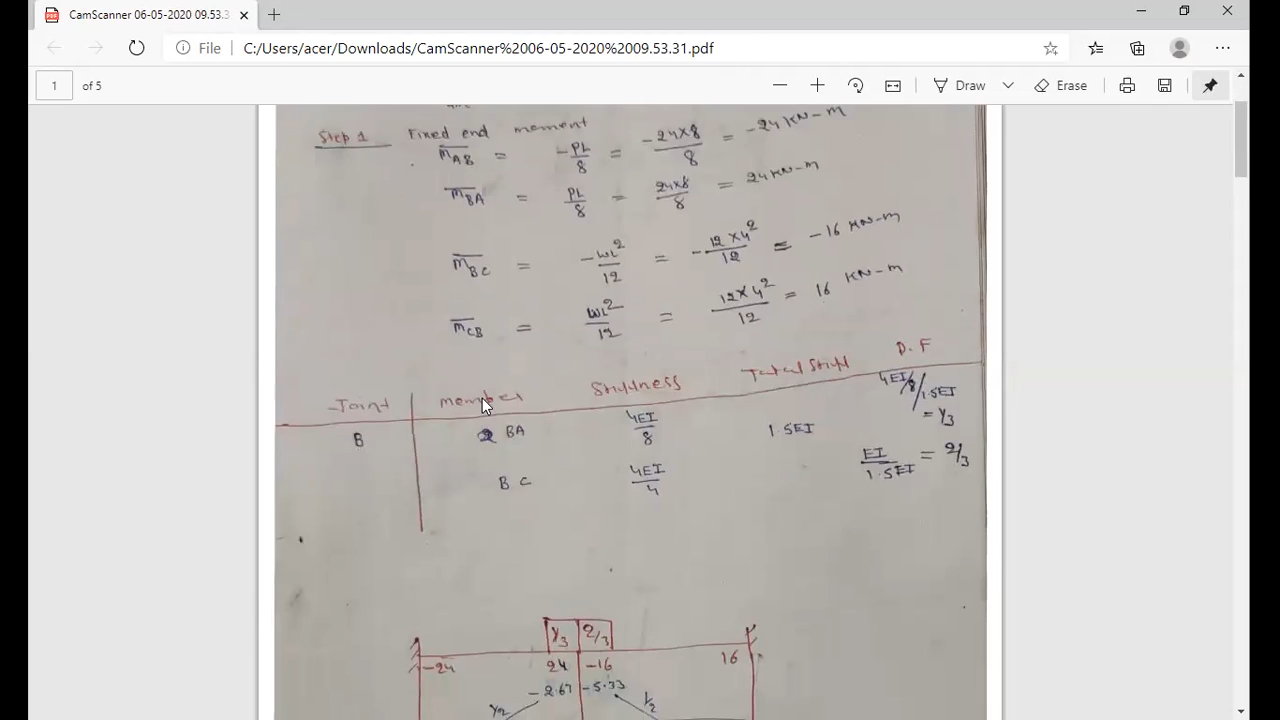 CamScanner 06-05-2020 09.53.3
File C:/Users/acer/Downloads/CamScanner%2006-05-2020%2009.53.31.pdf
1 of 5 Draw Erase
Step 1 Fixed end moment
M̅AB = -PL/8 = -24×8/8 = -24 KN-m
M̅BA = PL/8 = 24×8/8 = 24 KN-m
M̅BC = -WL²/12 = -12×4²/12 = -16 KN-m
M̅CB = WL²/12 = 12×4²/12 = 16 KN-m
Joint member Stiffness Total Stiff D.F
B BA 4EI/8 1.5EI 4EI/8/1.5EI = 1/3
BC 4EI/4 EI/1.5EI = 2/3
1/3 2/3
-24 24 -16 16
-2.67 -5.33
1/2 1/2